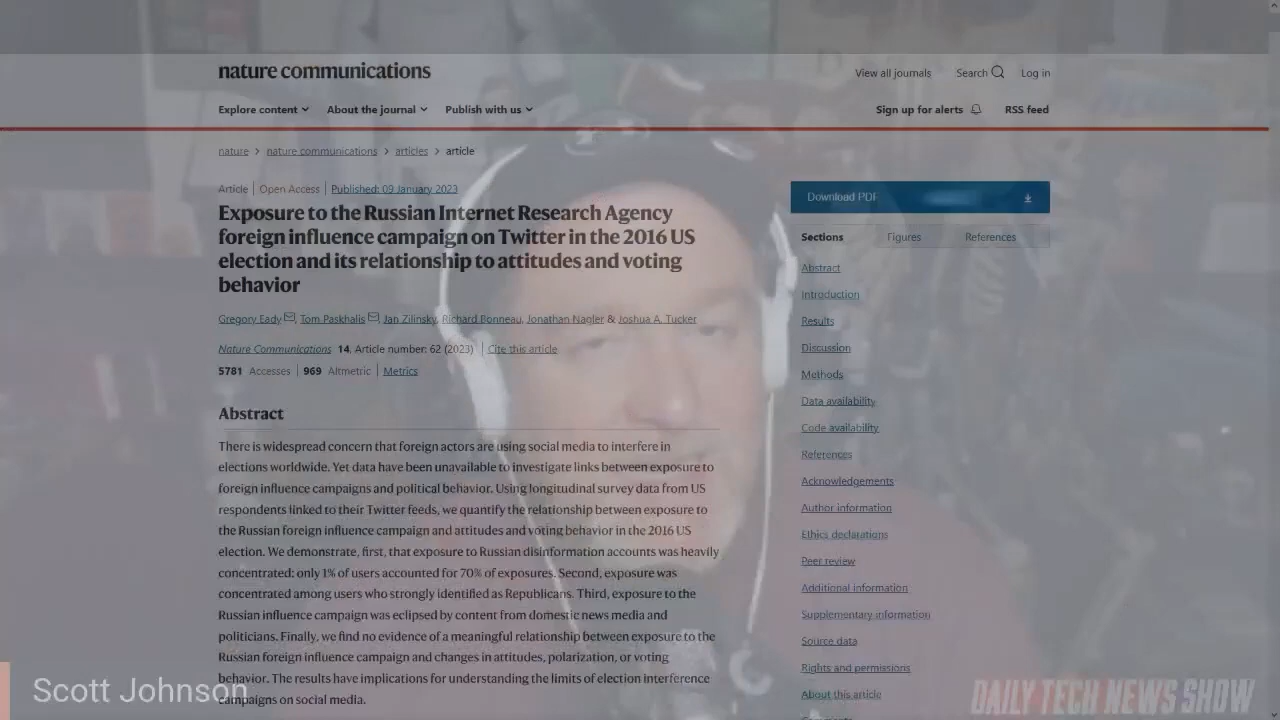 nature communications
View all journals Search Log in
Explore content About the journal Publish with us
Sign up for alerts RSS feed
nature > nature communications > articles > article
Article | Open Access | Published: 09 January 2023
Exposure to the Russian Internet Research Agency
foreign influence campaign on Twitter in the 2016 US
election and its relationship to attitudes and voting
behavior
Gregory Eady, Tom Paskhalis, Jan Zilinsky, Richard Bonneau, Jonathan Nagler & Joshua A. Tucker
Nature Communications 14, Article number: 62 (2023) | Cite this article
5781 Accesses | 969 Altmetric | Metrics
Abstract
There is widespread concern that foreign actors are using social media to interfere in
elections worldwide. Yet data have been unavailable to investigate links between exposure to
foreign influence campaigns and political behavior. Using longitudinal survey data from US
respondents linked to their Twitter feeds, we quantify the relationship between exposure to
the Russian foreign influence campaign and attitudes and voting behavior in the 2016 US
election. We demonstrate, first, that exposure to Russian disinformation accounts was heavily
concentrated: only 1% of users accounted for 70% of exposures. Second, exposure was
concentrated among users who strongly identified as Republicans. Third, exposure to the
Russian influence campaign was eclipsed by content from domestic news media and
politicians. Finally, we find no evidence of a meaningful relationship between exposure to the
Russian foreign influence campaign and changes in attitudes, polarization, or voting
behavior. The results have implications for understanding the limits of election interference
campaigns on social media.
Download PDF
Sections Figures References
Abstract
Introduction
Results
Discussion
Methods
Data availability
Code availability
References
Acknowledgements
Author information
Ethics declarations
Peer review
Additional information
Supplementary information
Source data
Rights and permissions
About this article
Comments
Scott Johnson
DAILY TECH NEWS SHOW